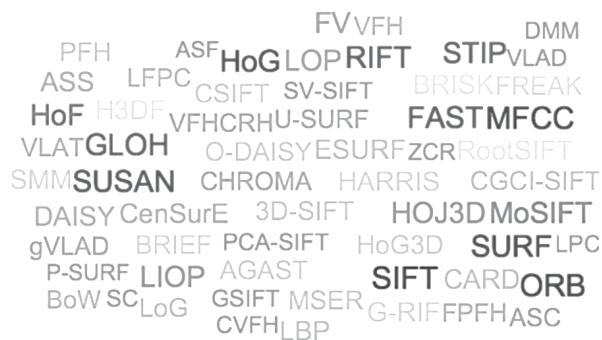 FV VFH DMM
PFH ASF HoG LOP RIFT STIP VLAD
ASS LFPC CSIFT SV-SIFT BRISK FREAK
HoF H3DF VFH CRH U-SURF FAST MFCC
VLAT GLOH O-DAISY ESURF ZCR RootSIFT
SMM SUSAN CHROMA HARRIS CGCI-SIFT
DAISY CenSurE 3D-SIFT HOJ3D MoSIFT
gVLAD BRIEF PCA-SIFT HoG3D SURF LPC
P-SURF LIOP AGAST SIFT CARD ORB
BoW SC LoG GSIFT MSER G-RIF FPFH ASC
CVFH LBP